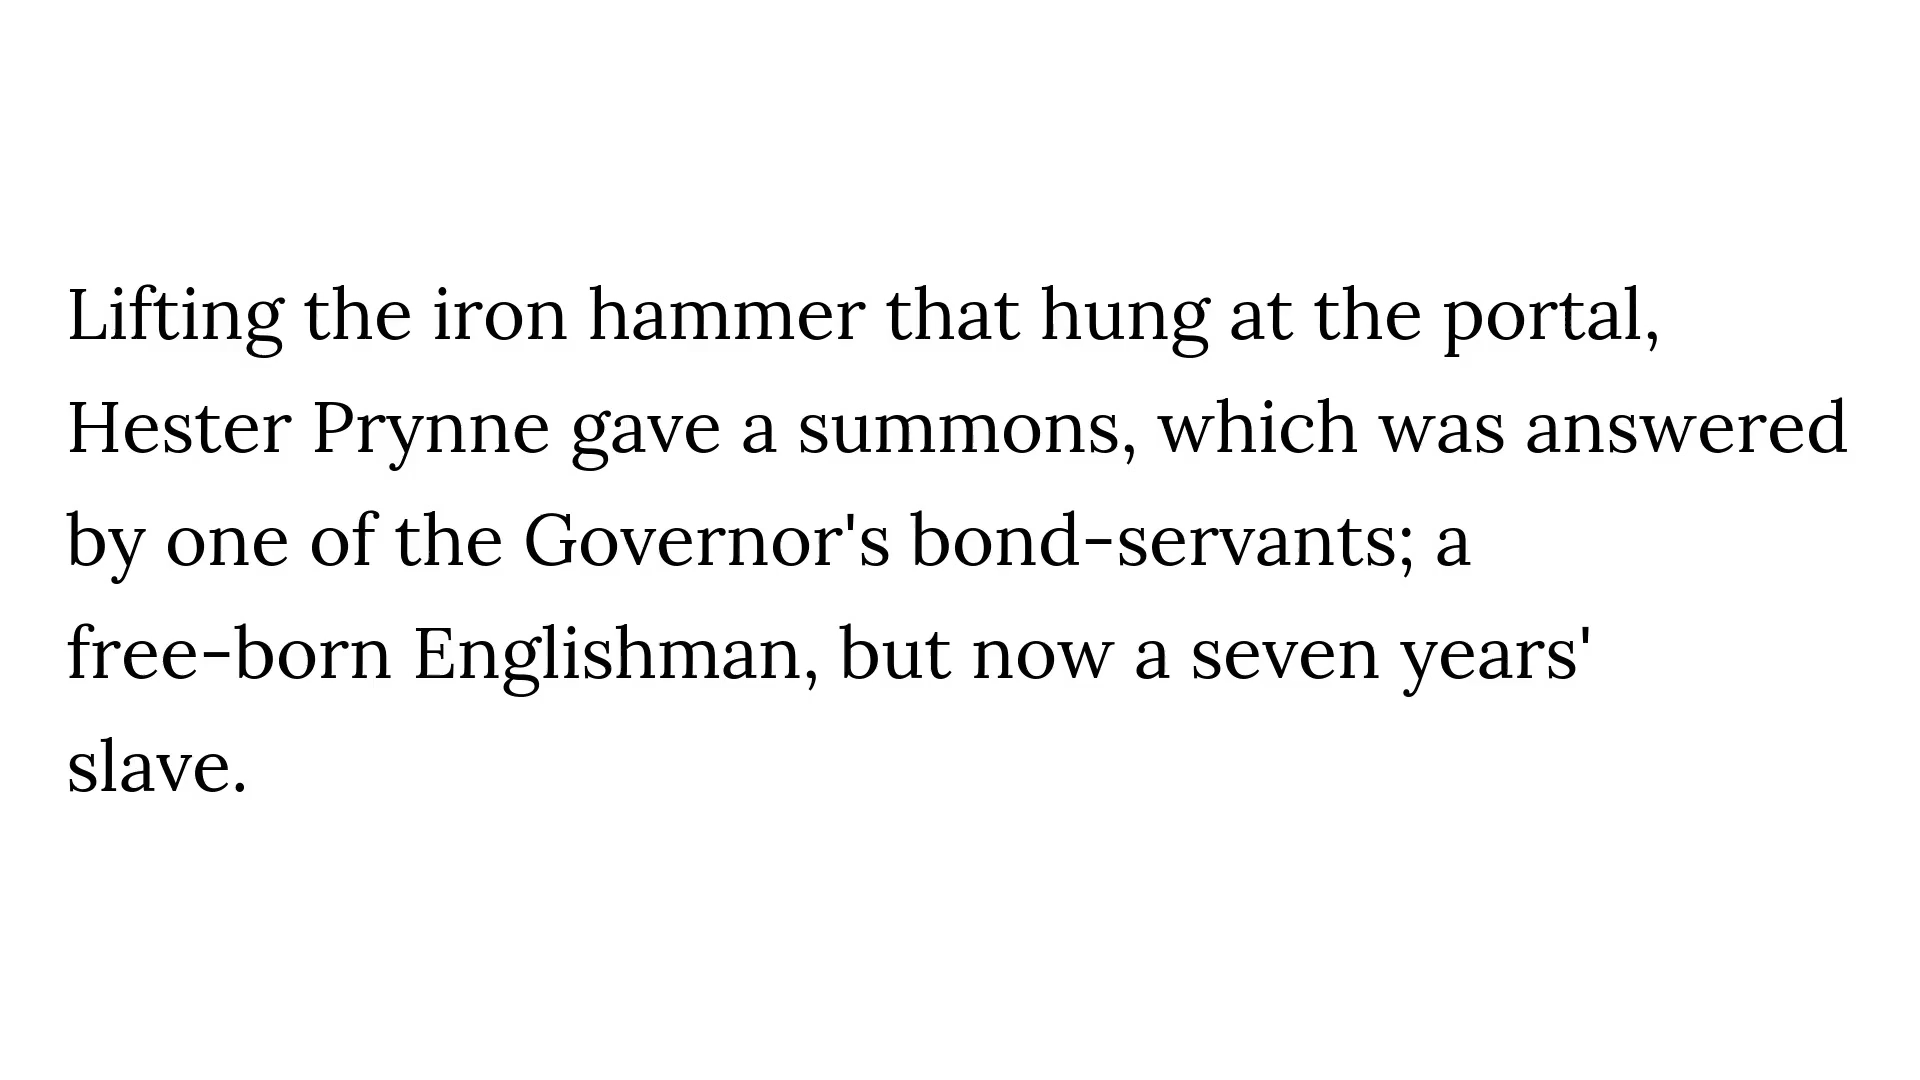 Lifting the iron hammer that hung at the portal,
Hester Prynne gave a summons, which was answered
by one of the Governor's bond-servants; a
free-born Englishman, but now a seven years'
slave.